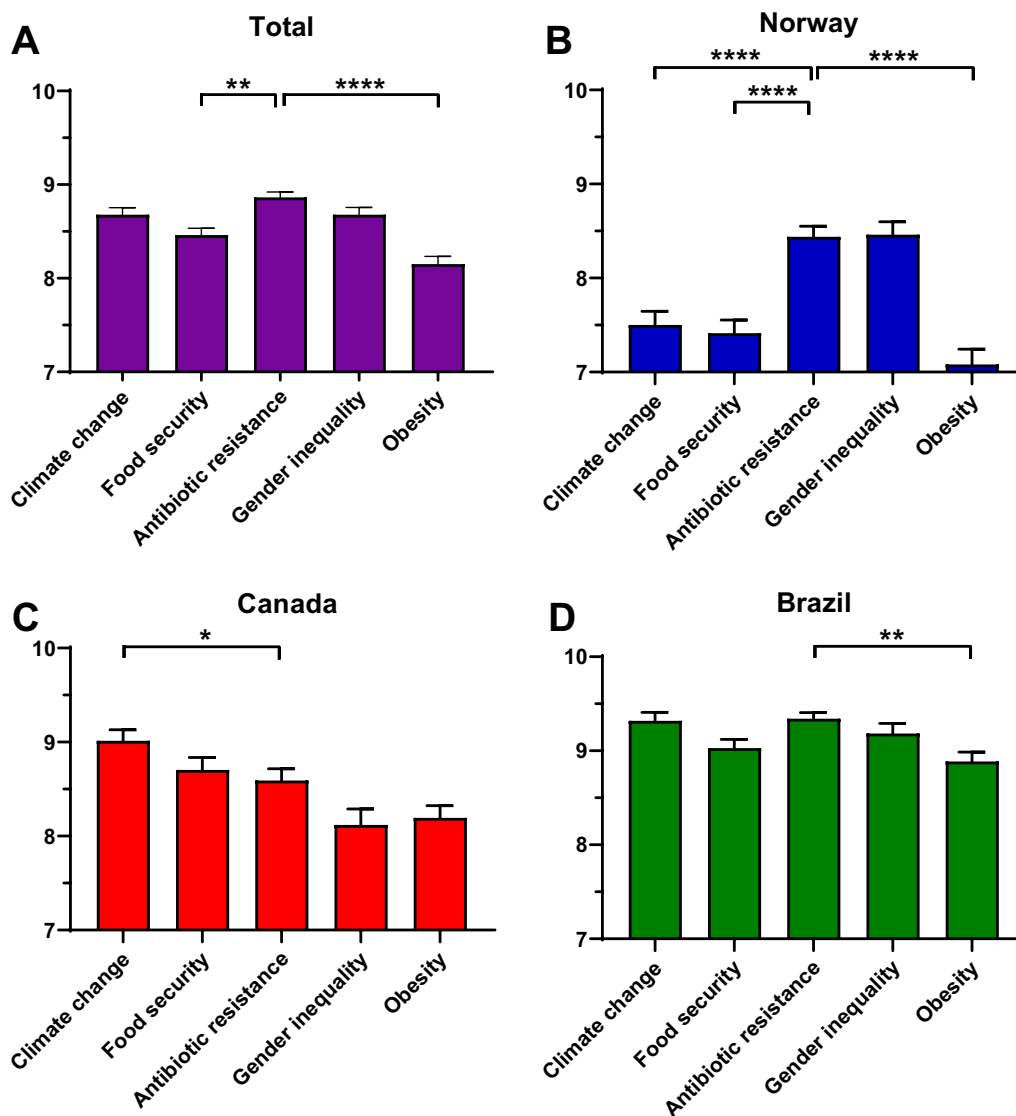 A
Total
** ****
10
9
8
7
Climate change
Food security
Antibiotic resistance
Gender inequality
Obesity
B
Norway
**** ****
****
10
9
8
7
Climate change
Food security
Antibiotic resistance
Gender inequality
Obesity
C
Canada
*
10
9
8
7
Climate change
Food security
Antibiotic resistance
Gender inequality
Obesity
D
Brazil
**
10
9
8
7
Climate change
Food security
Antibiotic resistance
Gender inequality
Obesity